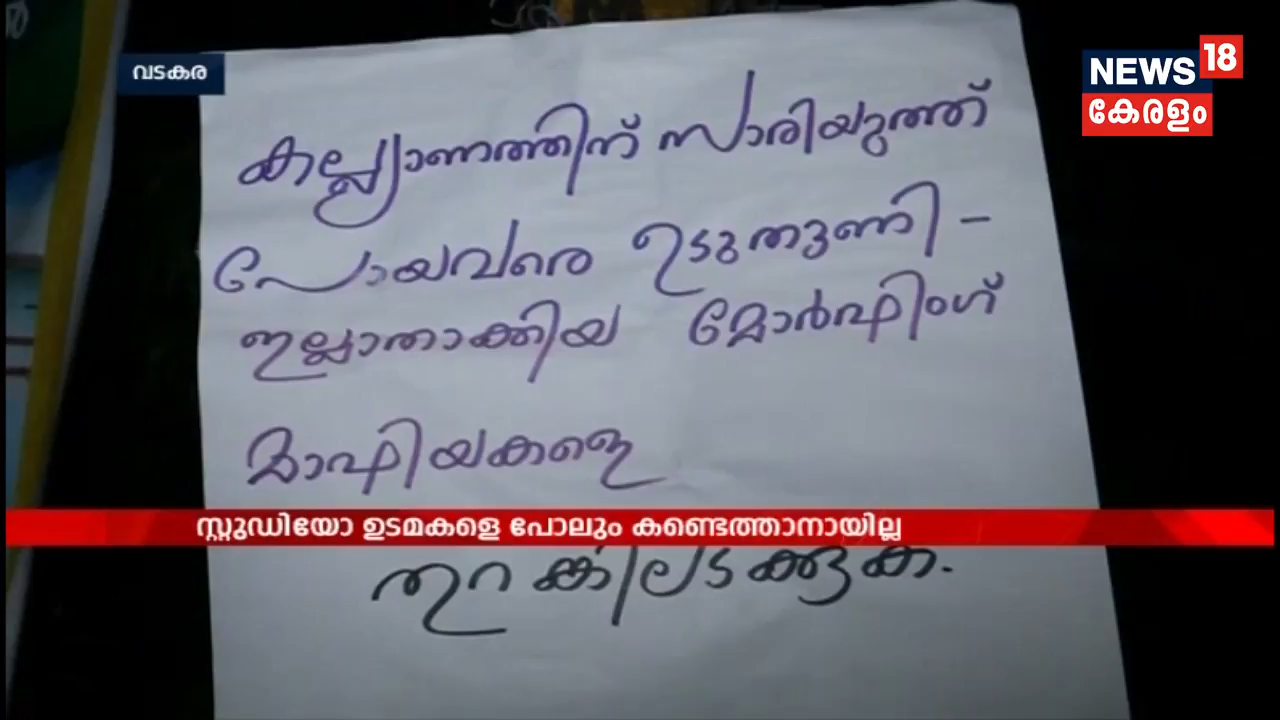 വടകര
NEWS 18
കേരളം
കല്ല്യാണത്തിന് സാരിയുത്ത്
പോയവരെ ഉടുതുണി -
ഇല്ലാതാക്കിയ മോർഫിംഗ്
മാഫിയകളെ
സ്റ്റുഡിയോ ഉടമകളെ പോലും കണ്ടെത്താനായില്ല
തുറങ്കിലടക്കുക.